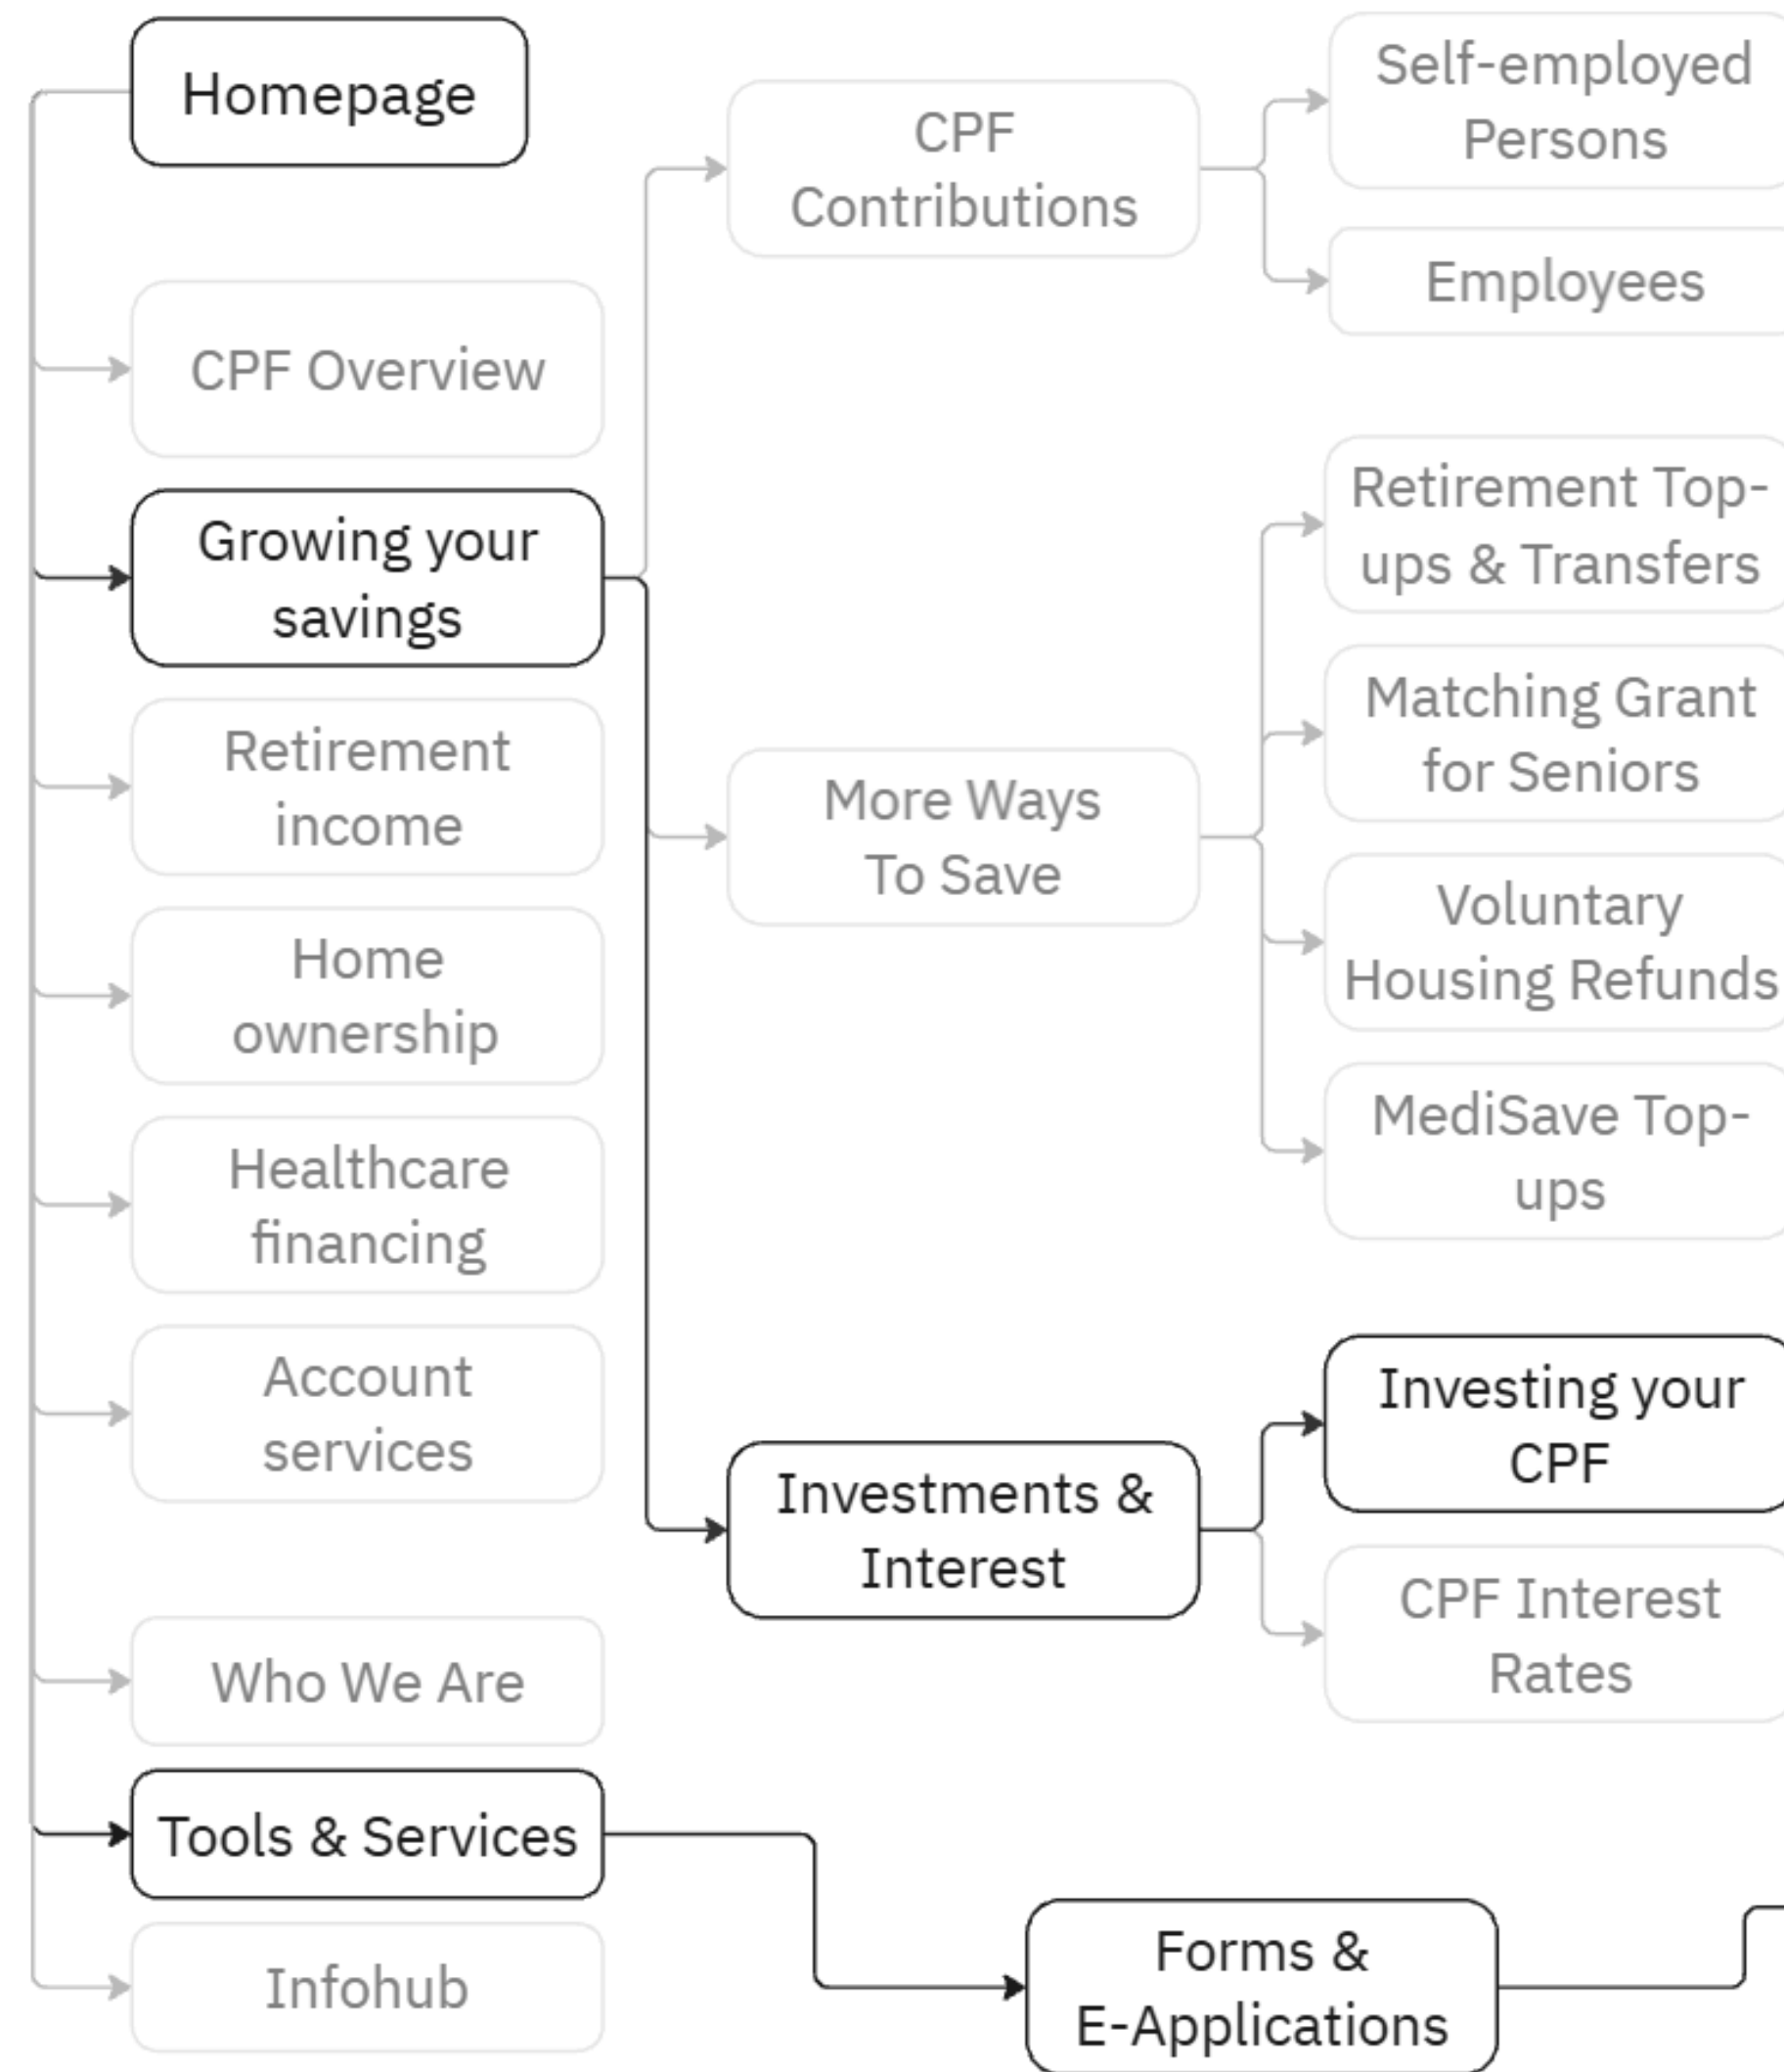 Homepage
CPF Overview
Growing your
savings
Retirement
income
Home
ownership
Healthcare
financing
Account
services
Who We Are
Tools & Services
Infohub
CPF
Contributions
More Ways
To Save
Investments &
Interest
Forms &
E-Applications
Self-employed
Persons
Employees
Retirement Top-
ups & Transfers
Matching Grant
for Seniors
Voluntary
Housing Refunds
MediSave Top-
ups
Investing your
CPF
CPF Interest
Rates